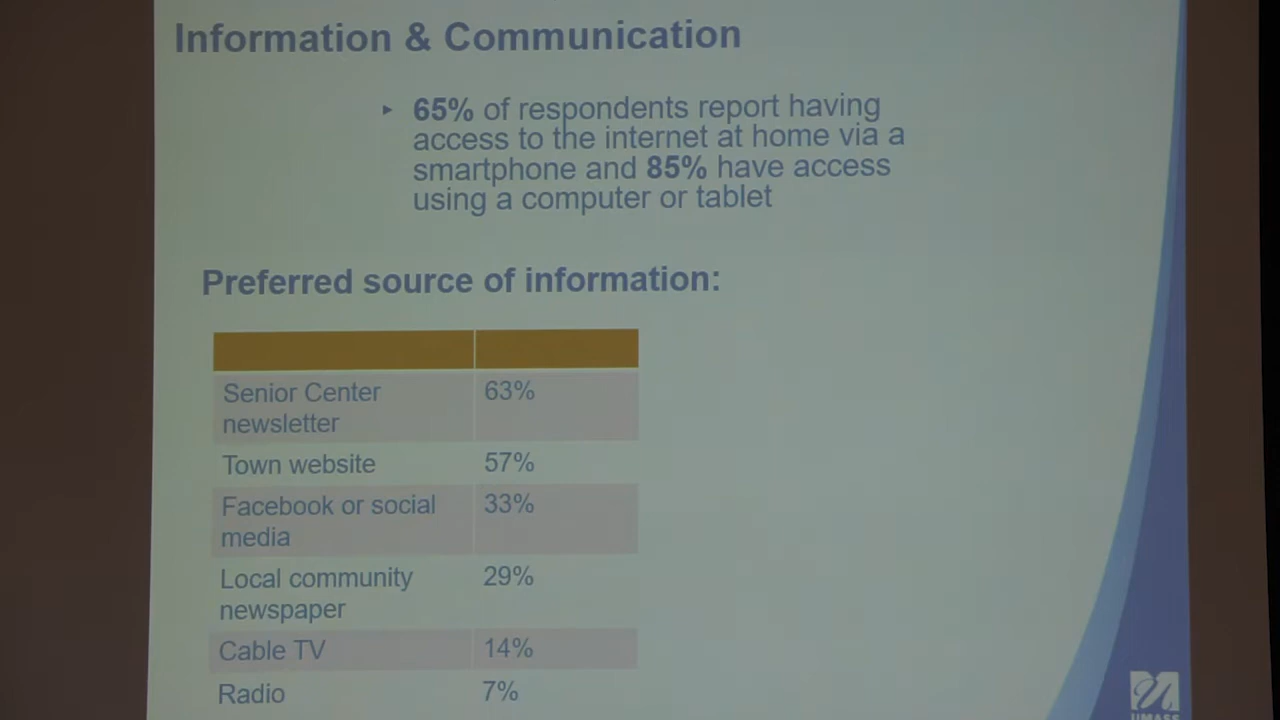 Information & Communication
▸ 65% of respondents report having
access to the internet at home via a
smartphone and 85% have access
using a computer or tablet
Preferred source of information:
Senior Center 63%
newsletter
Town website 57%
Facebook or social 33%
media
Local community 29%
newspaper
Cable TV 14%
Radio 7%
UMASS